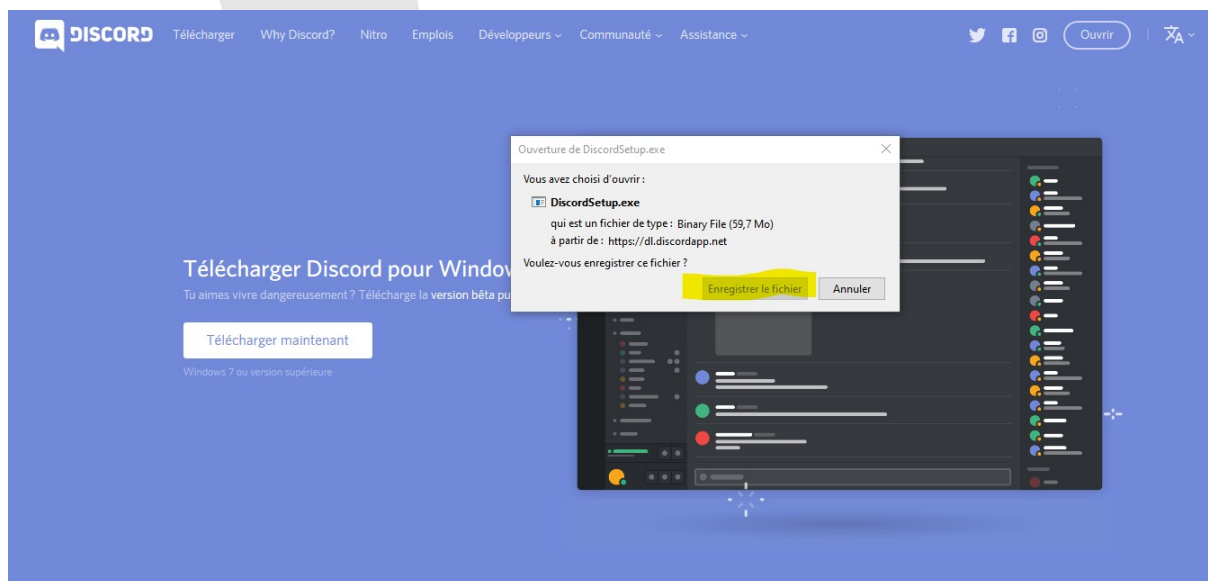 DISCORD Télécharger Why Discord? Nitro Emplois Développeurs Communauté Assistance Ouvrir
Ouverture de DiscordSetup.exe
Vous avez choisi d'ouvrir :
DiscordSetup.exe
qui est un fichier de type : Binary File (59,7 Mo)
à partir de : https://dl.discordapp.net
Voulez-vous enregistrer ce fichier ?
Enregistrer le fichier Annuler
Télécharger Discord pour Window
Tu aimes vivre dangereusement ? Télécharge la version bêta pu
Télécharger maintenant
Windows 7 ou version supérieure